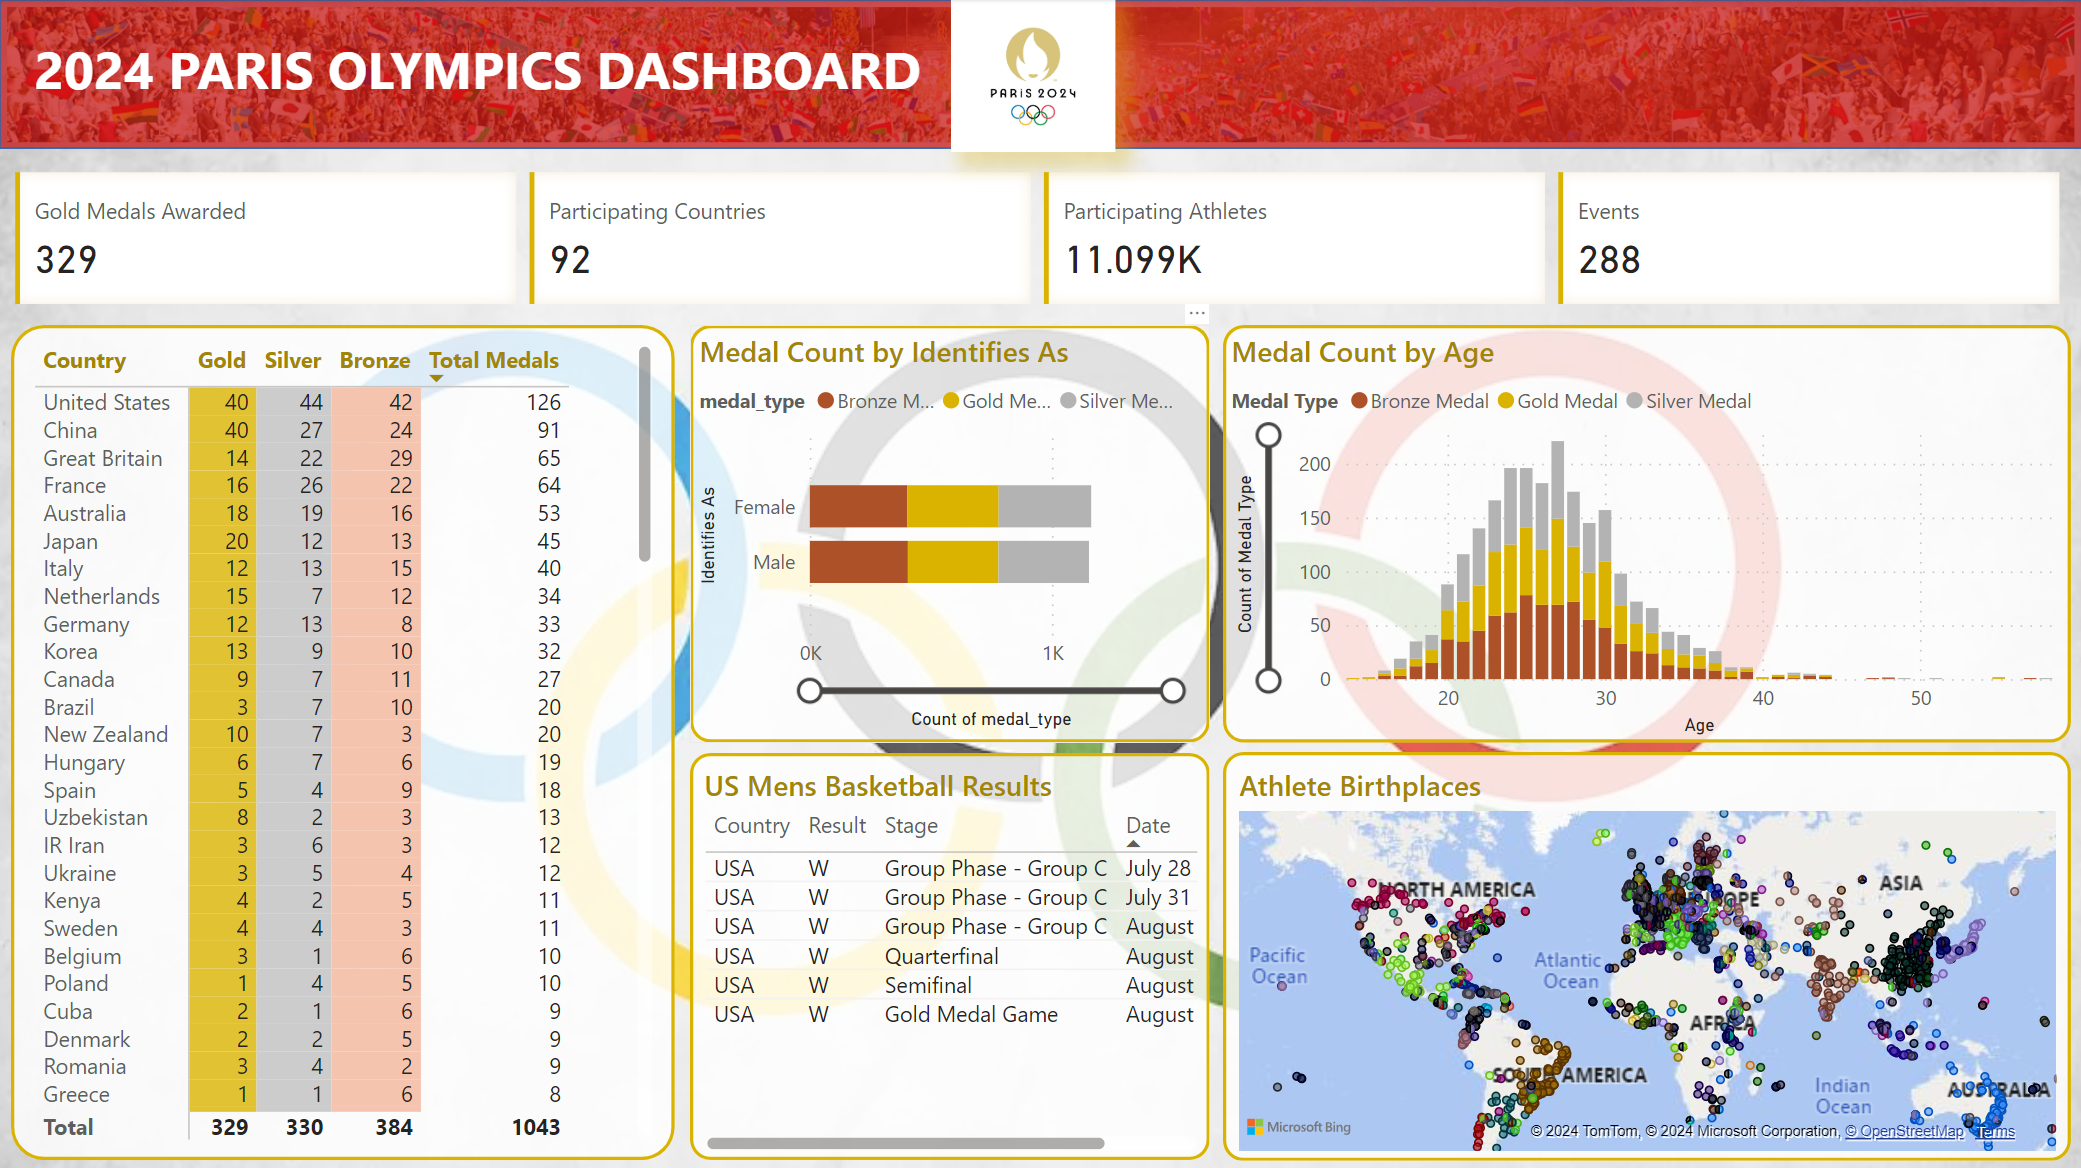 2024 PARIS OLYMPICS DASHBOARD
PARIS 2024
Gold Medals Awarded
329
Participating Countries
92
Participating Athletes
11.099K
Events
288
Country Gold Silver Bronze Total Medals
United States 40 44 42 126
China 40 27 24 91
Great Britain 14 22 29 65
France 16 26 22 64
Australia 18 19 16 53
Japan 20 12 13 45
Italy 12 13 15 40
Netherlands 15 7 12 34
Germany 12 13 8 33
Korea 13 9 10 32
Canada 9 7 11 27
Brazil 3 7 10 20
New Zealand 10 7 3 20
Hungary 6 7 6 19
Spain 5 4 9 18
Uzbekistan 8 2 3 13
IR Iran 3 6 3 12
Ukraine 3 5 4 12
Kenya 4 2 5 11
Sweden 4 4 3 11
Belgium 3 1 6 10
Poland 1 4 5 10
Cuba 2 1 6 9
Denmark 2 2 5 9
Romania 3 4 2 9
Greece 1 1 6 8
Total 329 330 384 1043
Medal Count by Identifies As
medal_type Bronze M... Gold Me... Silver Me...
Identifies As
Female
Male
0K 1K
Count of medal_type
Medal Count by Age
Medal Type Bronze Medal Gold Medal Silver Medal
Count of Medal Type
200
150
100
50
0
20 30 40 50
Age
US Mens Basketball Results
Country Result Stage Date
USA W Group Phase - Group C July 28
USA W Group Phase - Group C July 31
USA W Group Phase - Group C August
USA W Quarterfinal August
USA W Semifinal August
USA W Gold Medal Game August
Athlete Birthplaces
NORTH AMERICA
EUROPE
ASIA
Pacific
Ocean
Atlantic
Ocean
AFRICA
SOUTH AMERICA
Indian
Ocean
AUSTRALIA
Microsoft Bing
© 2024 TomTom, © 2024 Microsoft Corporation, © OpenStreetMap Terms